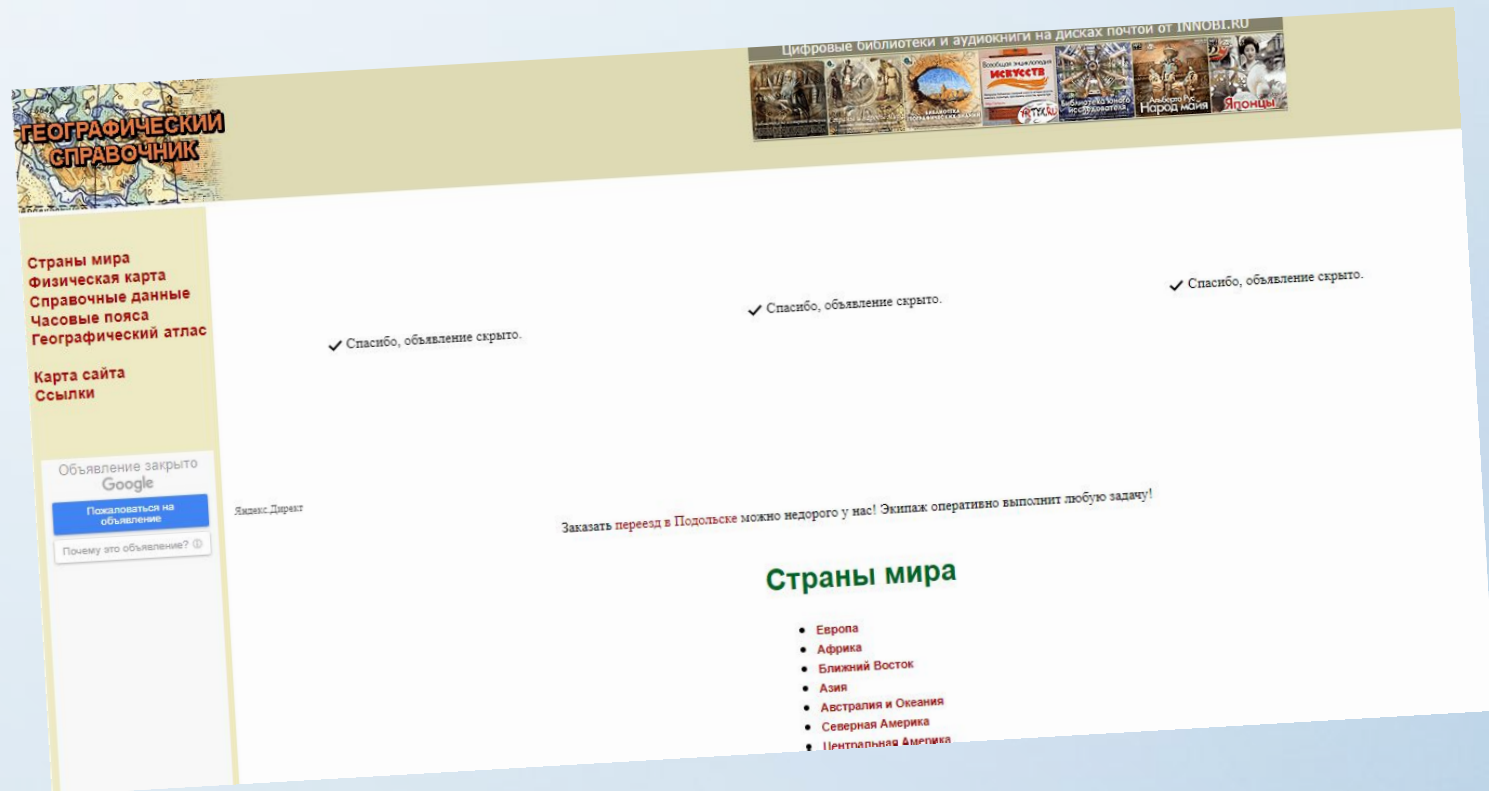 Цифровые библиотеки и аудиокниги на дисках почтой от INNOBI.RU
ИСКУССТВ
Народ майя
Японцы
ГЕОГРАФИЧЕСКИЙ
СПРАВОЧНИК
Страны мира
Физическая карта
Справочные данные
Часовые пояса
Географический атлас
Карта сайта
Ссылки
✓ Спасибо, объявление скрыто.
✓ Спасибо, объявление скрыто.
✓ Спасибо, объявление скрыто.
Объявление закрыто
Google
Пожаловаться на
объявление
Почему это объявление?
Яндекс.Директ
Заказать переезд в Подольске можно недорого у нас! Экипаж оперативно выполнит любую задачу!
Страны мира
• Европа
• Африка
• Ближний Восток
• Азия
• Австралия и Океания
• Северная Америка
• Центральная Америка